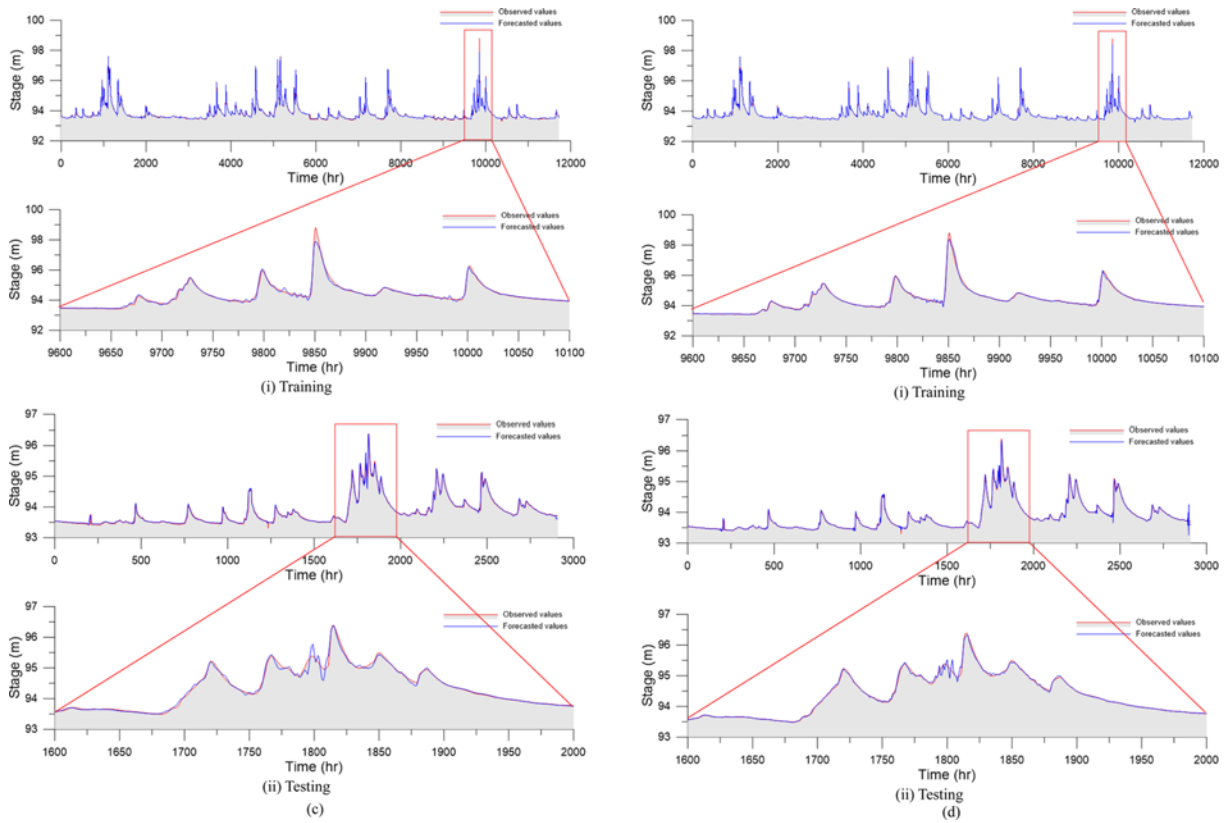 Observed values
Forecasted values
100
98
96
94
92
Stage (m)
0 2000 4000 6000 8000 10000 12000
Time (hr)
Observed values
Forecasted values
100
98
96
94
92
Stage (m)
9600 9650 9700 9750 9800 9850 9900 9950 10000 10050 10100
Time (hr)
(i) Training
Observed values
Forecasted values
97
96
95
94
93
Stage (m)
0 500 1000 1500 2000 2500 3000
Time (hr)
Observed values
Forecasted values
97
96
95
94
93
Stage (m)
1600 1650 1700 1750 1800 1850 1900 1950 2000
Time (hr)
(ii) Testing
(c)
Observed values
Forecasted values
100
98
96
94
92
Stage (m)
0 2000 4000 6000 8000 10000 12000
Time (hr)
Observed values
Forecasted values
100
98
96
94
92
Stage (m)
9600 9650 9700 9750 9800 9850 9900 9950 10000 10050 10100
Time (hr)
(i) Training
Observed values
Forecasted values
97
96
95
94
93
Stage (m)
0 500 1000 1500 2000 2500 3000
Time (hr)
Observed values
Forecasted values
97
96
95
94
93
Stage (m)
1600 1650 1700 1750 1800 1850 1900 1950 2000
Time (hr)
(ii) Testing
(d)